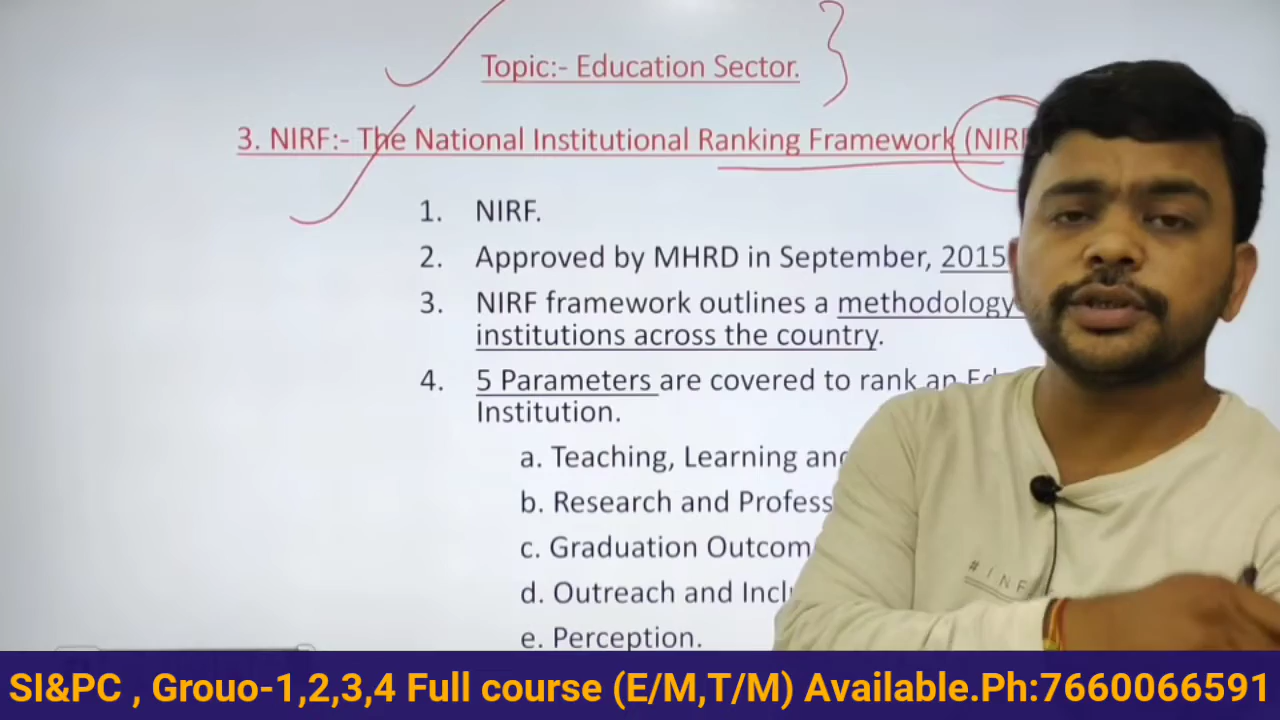 Topic:- Education Sector.
3. NIRF:- The National Institutional Ranking Framework (NIRF
1. NIRF.
2. Approved by MHRD in September, 2015
3. NIRF framework outlines a methodology
institutions across the country.
4. 5 Parameters are covered to rank an
Institution.
a. Teaching, Learning and
b. Research and
c. Graduation
d. Outreach and
e. Perception.
#INF
SI&PC , Grouo-1,2,3,4 Full course (E/M,T/M) Available.Ph:7660066591